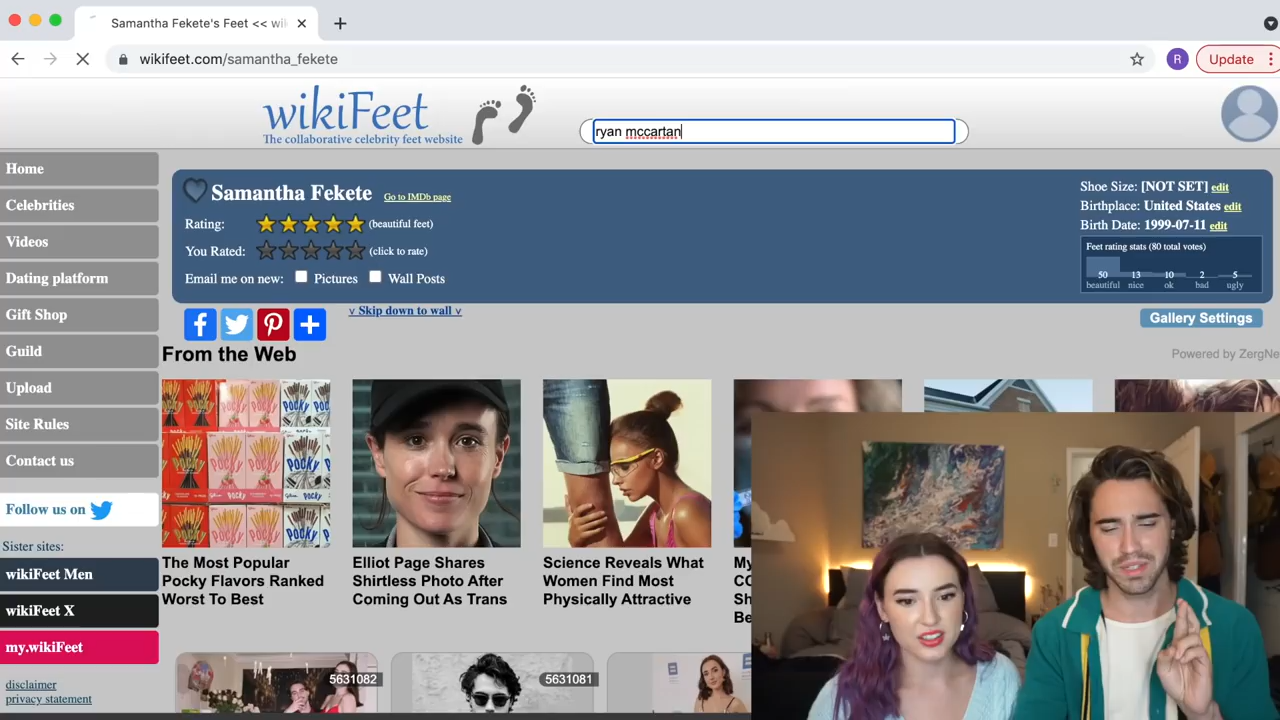 Samantha Fekete's Feet << wi
wikifeet.com/samantha_fekete
R
Update
wikiFeet
The collaborative celebrity feet website
ryan mccartan
Home
Celebrities
Videos
Dating platform
Gift Shop
Guild
Upload
Site Rules
Contact us
Follow us on
Sister sites:
wikiFeet Men
wikiFeet X
my.wikiFeet
disclaimer
privacy statement
Samantha Fekete Go to IMDb page
Rating: (beautiful feet)
You Rated: (click to rate)
Email me on new: Pictures Wall Posts
Shoe Size: [NOT SET] edit
Birthplace: United States edit
Birth Date: 1999-07-11 edit
Feet rating stats (80 total votes)
50 13 10 2 5
beautiful nice ok bad ugly
v Skip down to wall v
Gallery Settings
From the Web
Powered by ZergNe
POCKY
The Most Popular
Pocky Flavors Ranked
Worst To Best
Elliot Page Shares
Shirtless Photo After
Coming Out As Trans
Science Reveals What
Women Find Most
Physically Attractive
My
CO
Sh
Be
5631082
5631081